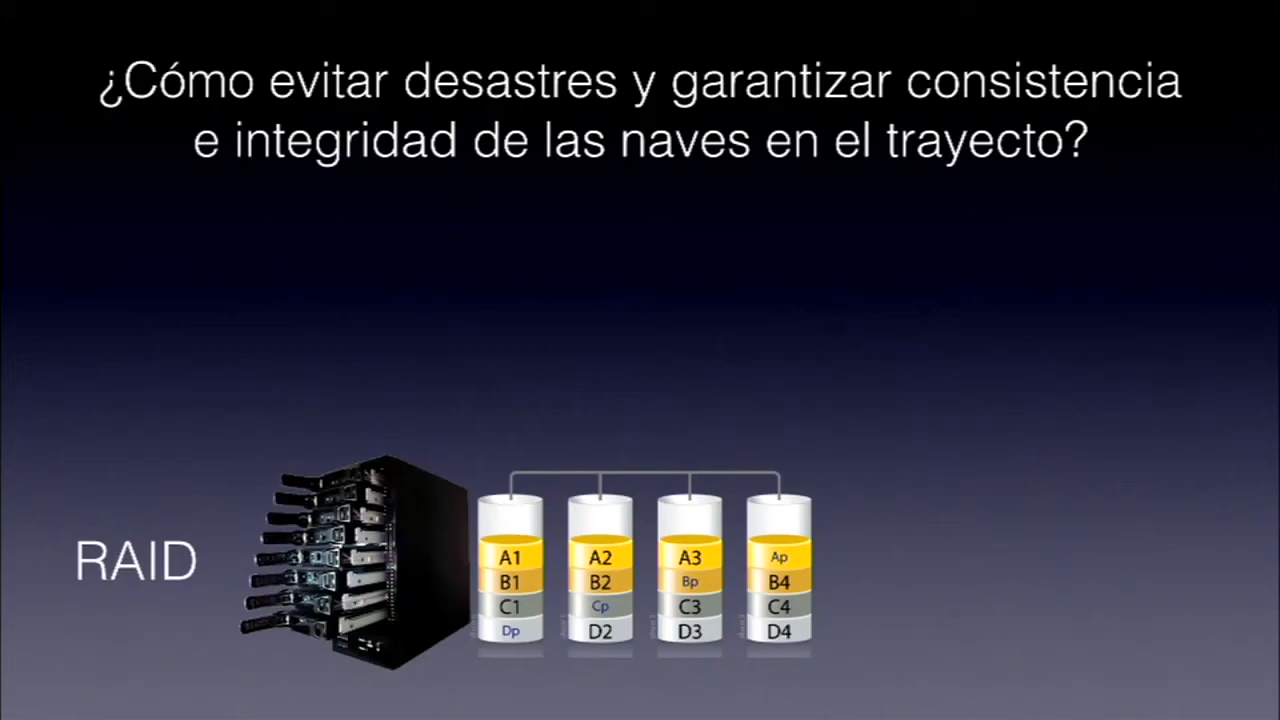 ¿Cómo evitar desastres y garantizar consistencia
e integridad de las naves en el trayecto?
RAID
A1 A2 A3 Ap
B1 B2 Bp B4
C1 Cp C3 C4
Dp D2 D3 D4